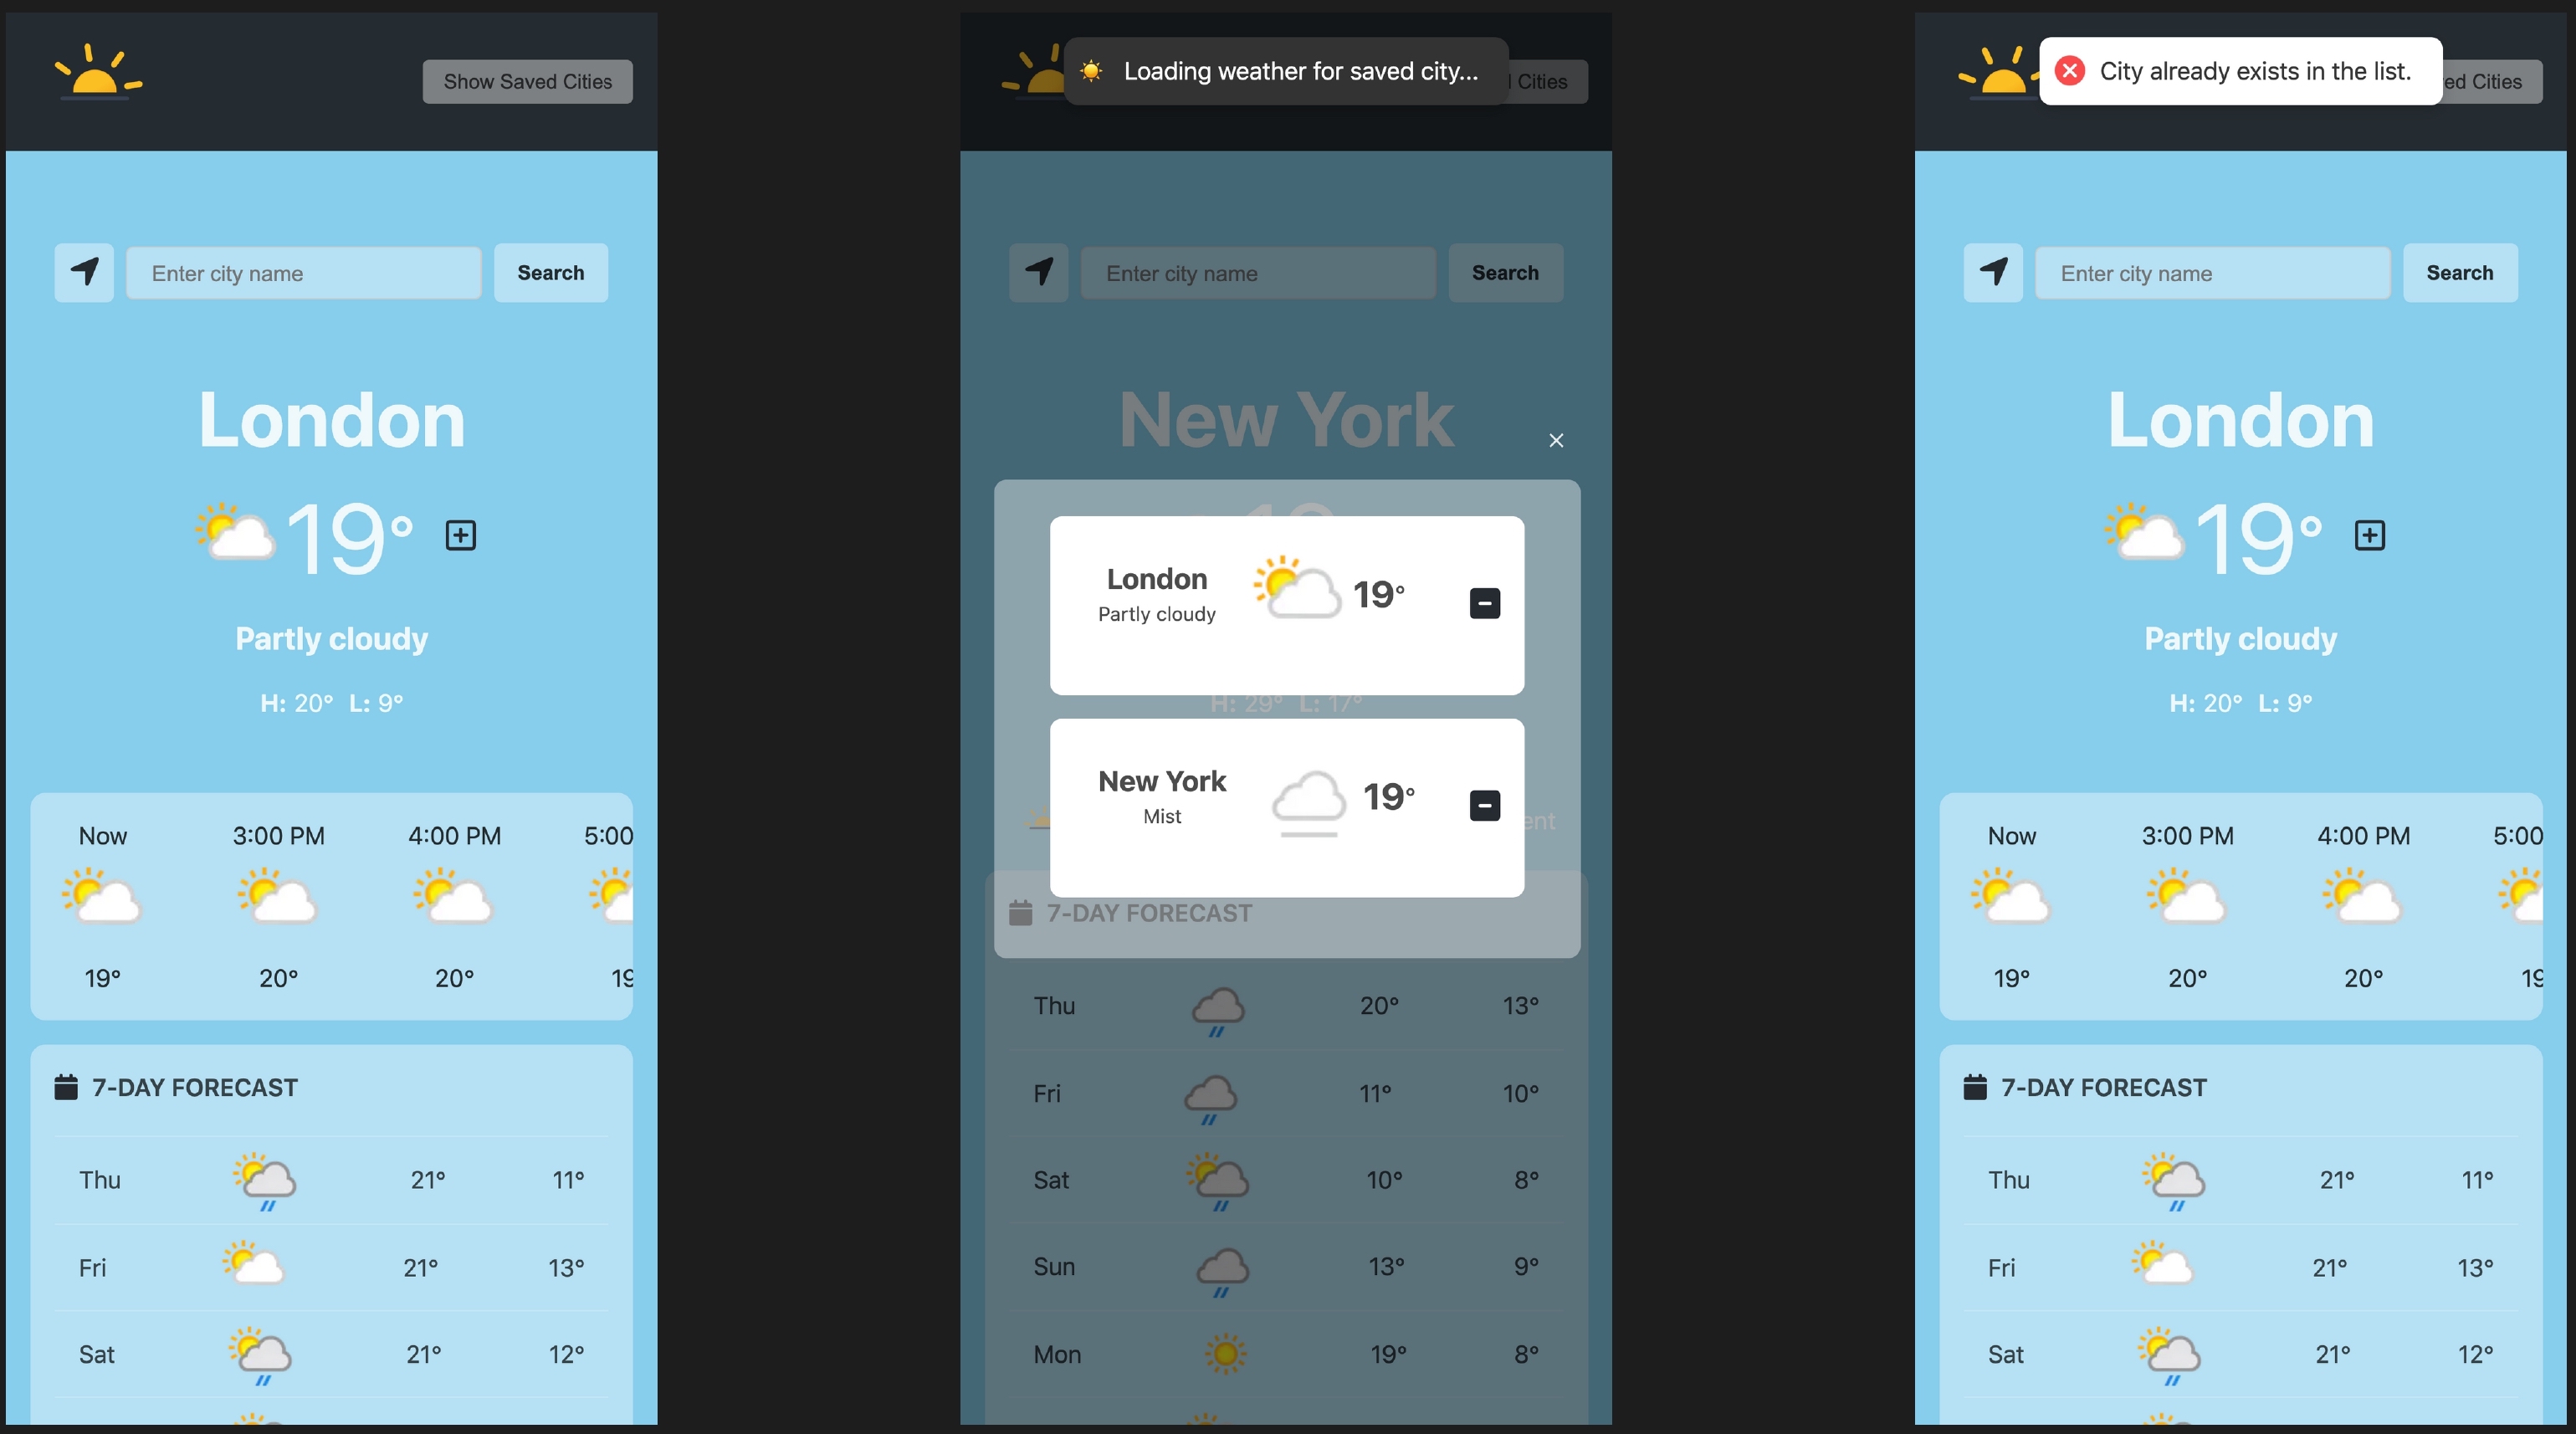 Show Saved Cities
Enter city name
Search
London
19°
Partly cloudy
H: 20° L: 9°
Now 3:00 PM 4:00 PM 5:00
19° 20° 20° 19
7-DAY FORECAST
Thu 21° 11°
Fri 21° 13°
Sat 21° 12°
Loading weather for saved city...
Cities
Enter city name
Search
New York
London
Partly cloudy
19°
H: 29° L: 17°
New York
Mist
19°
ent
7-DAY FORECAST
Thu 20° 13°
Fri 11° 10°
Sat 10° 8°
Sun 13° 9°
Mon 19° 8°
City already exists in the list.
ed Cities
Enter city name
Search
London
19°
Partly cloudy
H: 20° L: 9°
Now 3:00 PM 4:00 PM 5:00
19° 20° 20° 19
7-DAY FORECAST
Thu 21° 11°
Fri 21° 13°
Sat 21° 12°